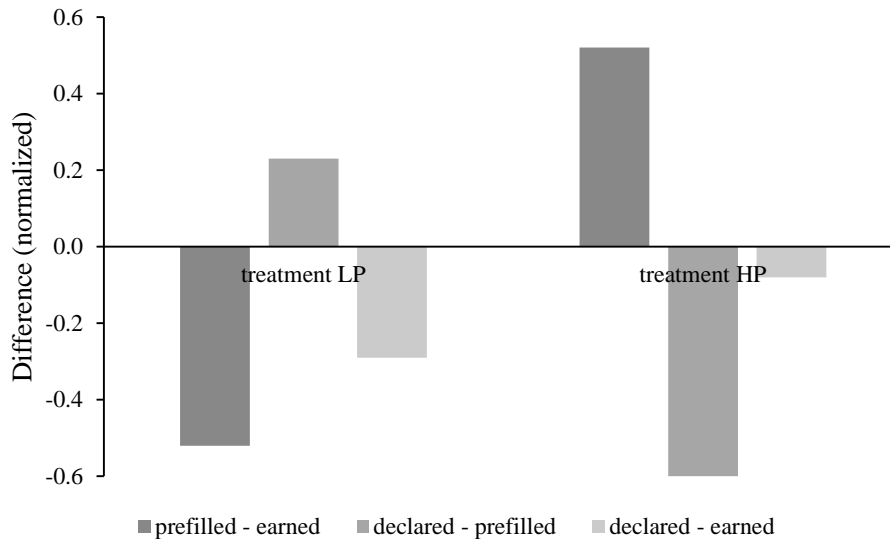 Difference (normalized)
0.6
0.4
0.2
0.0
-0.2
-0.4
-0.6
treatment LP
treatment HP
prefilled - earned
declared - prefilled
declared - earned